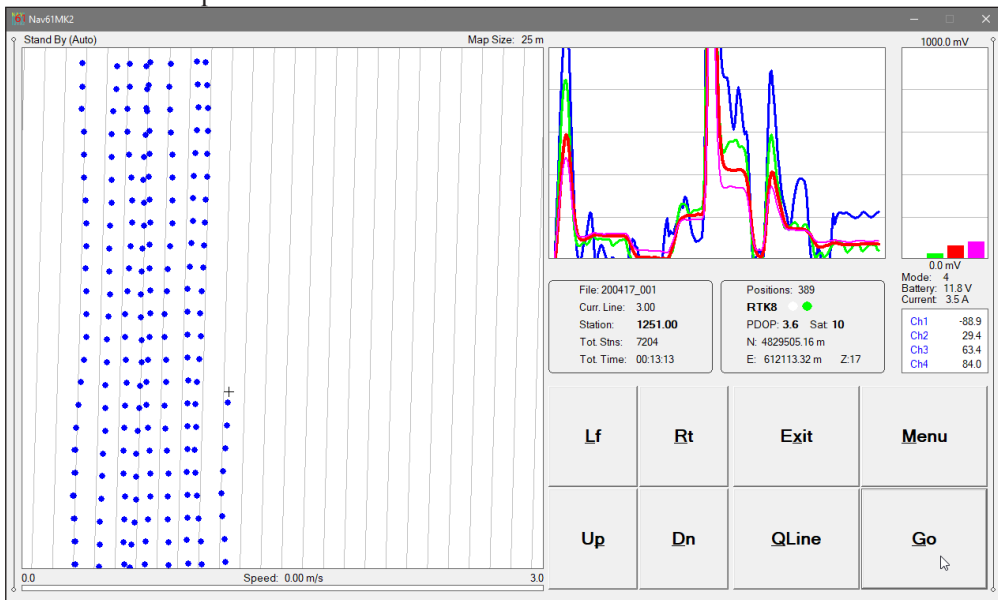 61 Nav61MK2
Stand By (Auto) Map Size: 25 m
1000.0 mV
0.0 mV
Mode: 4
Battery: 11.8 V
Current: 3.5 A
File: 200417_001
Curr. Line: 3.00
Station: 1251.00
Tot. Stns: 7204
Tot. Time: 00:13:13
Positions: 389
RTK8
PDOP: 3.6 Sat: 10
N: 4829505.16 m
E: 612113.32 m Z:17
Ch1 -88.9
Ch2 29.4
Ch3 63.4
Ch4 84.0
Lf Rt Exit Menu
Up Dn QLine Go
0.0 Speed: 0.00 m/s 3.0